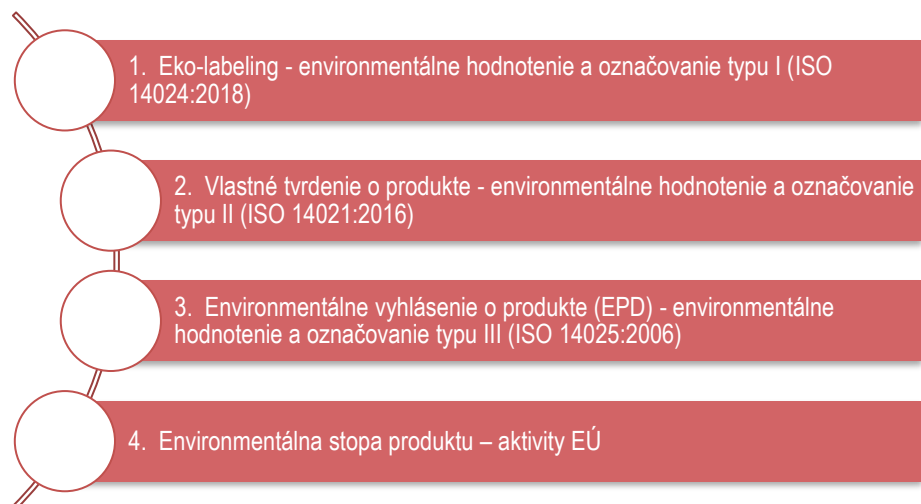 1. Eko-labeling - environmentálne hodnotenie a označovanie typu I (ISO
14024:2018)
2. Vlastné tvrdenie o produkte - environmentálne hodnotenie a označovanie
typu II (ISO 14021:2016)
3. Environmentálne vyhlásenie o produkte (EPD) - environmentálne
hodnotenie a označovanie typu III (ISO 14025:2006)
4. Environmentálna stopa produktu – aktivity EÚ